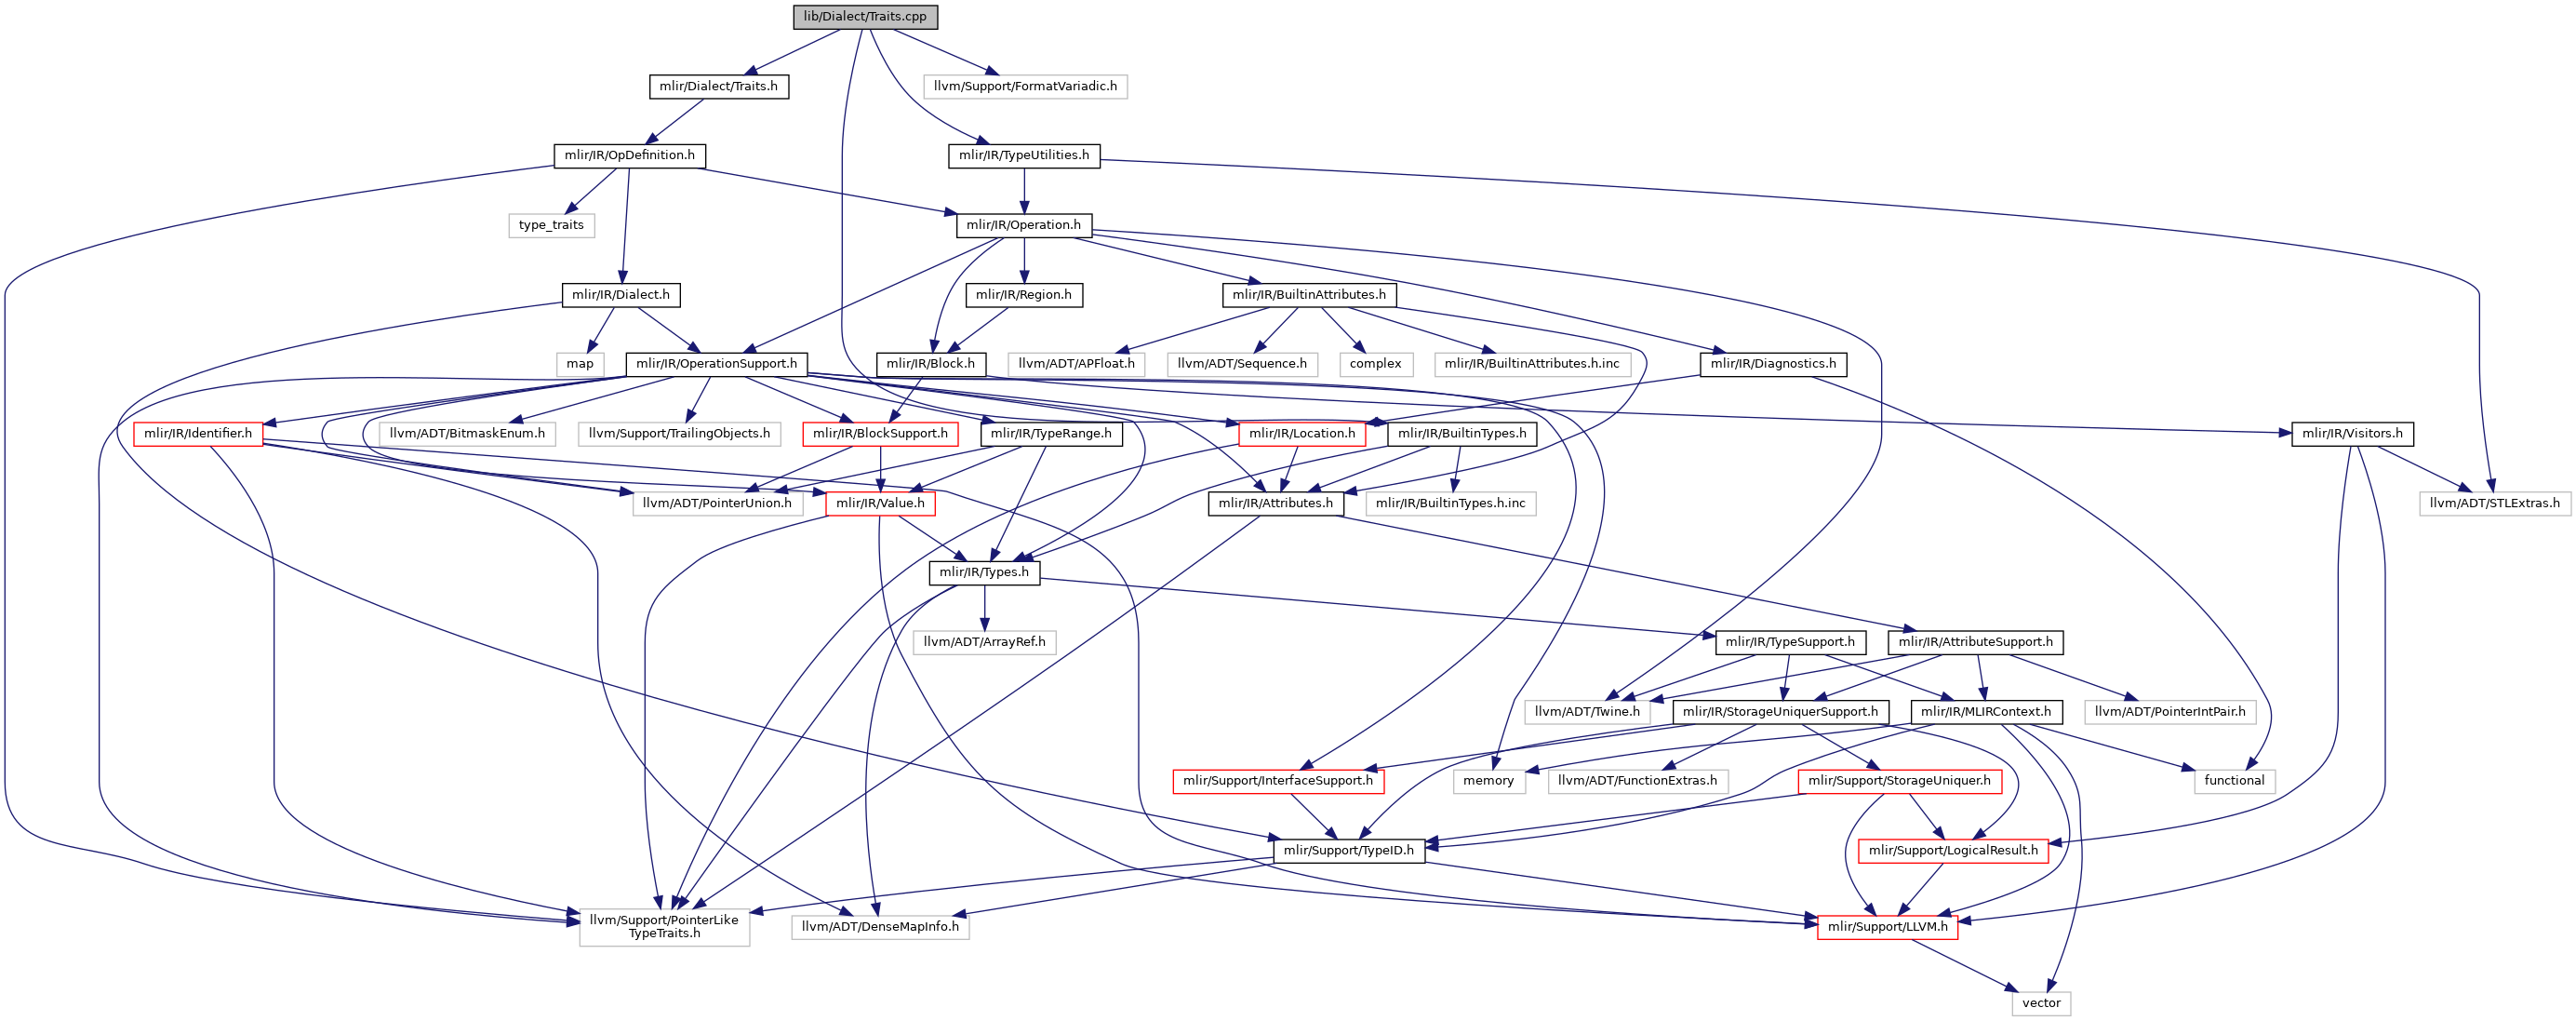 lib/Dialect/Traits.cpp
mlir/Dialect/Traits.h
llvm/Support/FormatVariadic.h
mlir/IR/OpDefinition.h
mlir/IR/TypeUtilities.h
type_traits
mlir/IR/Operation.h
mlir/IR/Dialect.h
mlir/IR/Region.h
mlir/IR/BuiltinAttributes.h
map
mlir/IR/OperationSupport.h
mlir/IR/Block.h
llvm/ADT/APFloat.h
llvm/ADT/Sequence.h
complex
mlir/IR/BuiltinAttributes.h.inc
mlir/IR/Diagnostics.h
mlir/IR/Identifier.h
llvm/ADT/BitmaskEnum.h
llvm/Support/TrailingObjects.h
mlir/IR/BlockSupport.h
mlir/IR/TypeRange.h
mlir/IR/Location.h
mlir/IR/BuiltinTypes.h
mlir/IR/Visitors.h
llvm/ADT/PointerUnion.h
mlir/IR/Value.h
mlir/IR/Attributes.h
mlir/IR/BuiltinTypes.h.inc
llvm/ADT/STLExtras.h
mlir/IR/Types.h
llvm/ADT/ArrayRef.h
mlir/IR/TypeSupport.h
mlir/IR/AttributeSupport.h
llvm/ADT/Twine.h
mlir/IR/StorageUniquerSupport.h
mlir/IR/MLIRContext.h
llvm/ADT/PointerIntPair.h
mlir/Support/InterfaceSupport.h
memory
llvm/ADT/FunctionExtras.h
mlir/Support/StorageUniquer.h
functional
mlir/Support/TypeID.h
mlir/Support/LogicalResult.h
llvm/Support/PointerLike
TypeTraits.h
llvm/ADT/DenseMapInfo.h
mlir/Support/LLVM.h
vector